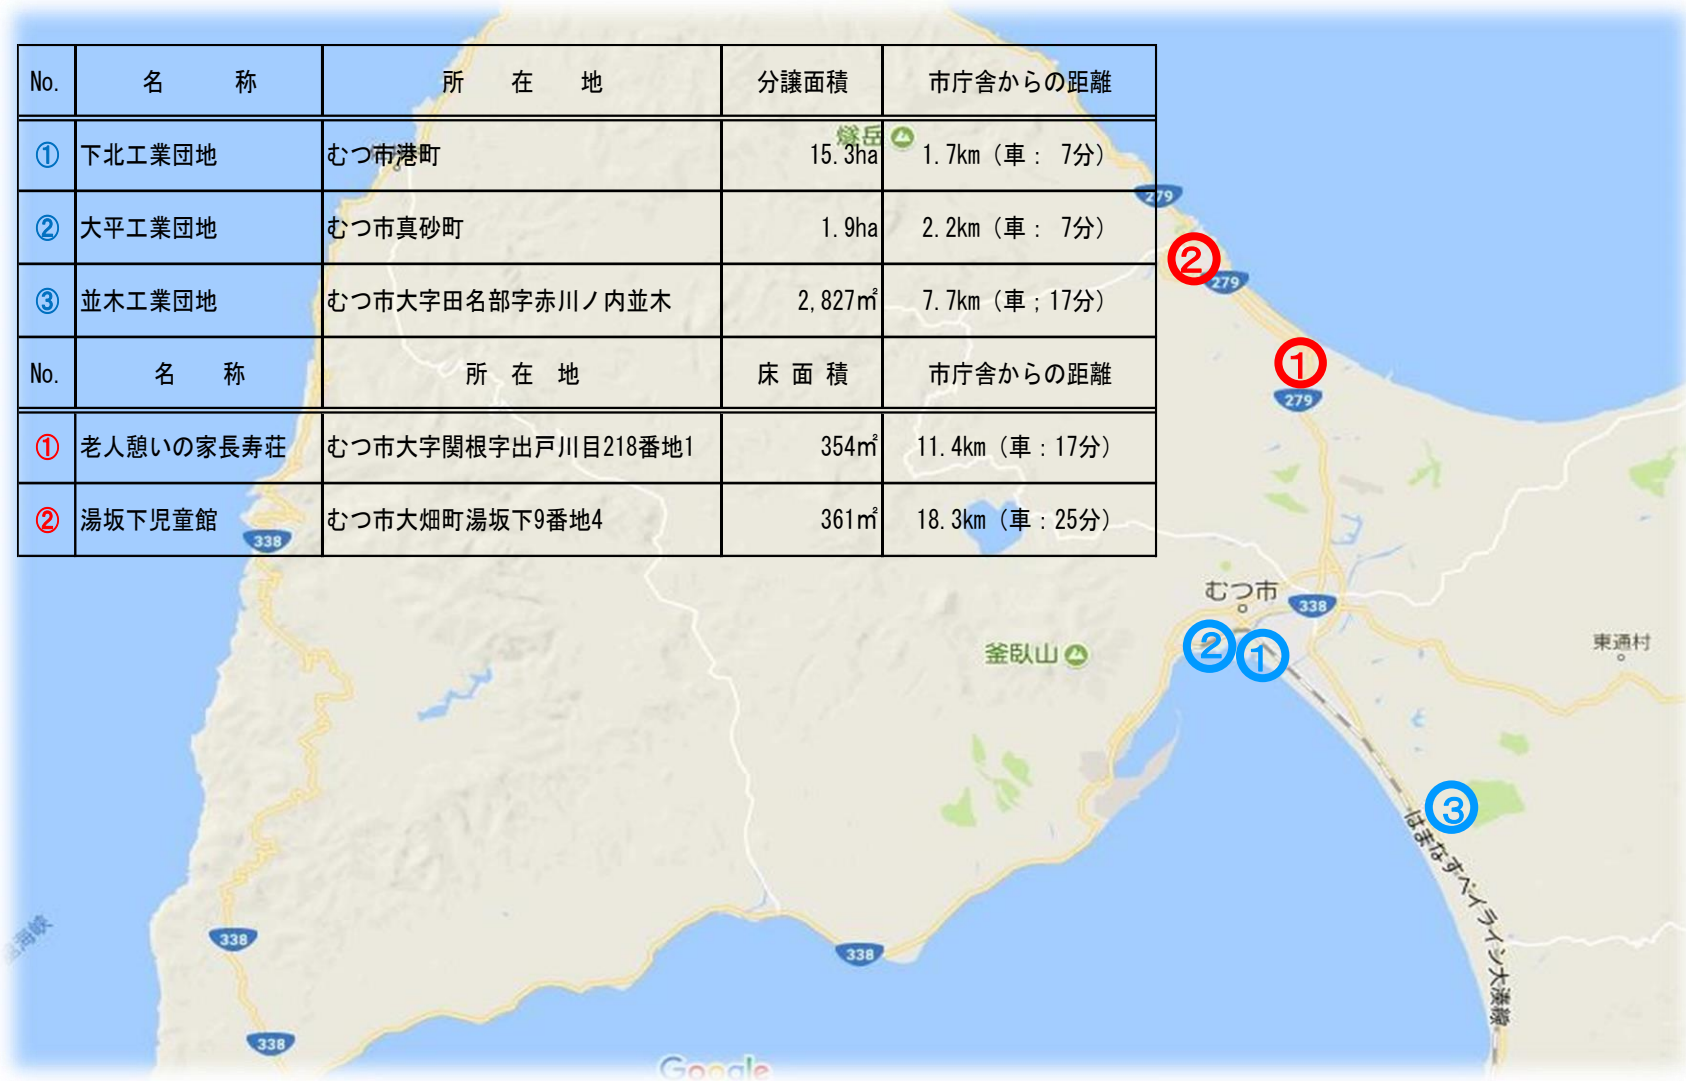 No. 名 称 所 在 地 分譲面積 市庁舎からの距離
① 下北工業団地 むつ市港町 15.3ha 1.7km（車： 7分）
② 大平工業団地 むつ市真砂町 1.9ha 2.2km（車： 7分）
③ 並木工業団地 むつ市大字田名部字赤川ノ内並木 2,827㎡ 7.7km（車；17分）
No. 名 称 所 在 地 床 面 積 市庁舎からの距離
① 老人憩いの家長寿荘 むつ市大字関根字出戸川目218番地1 354㎡ 11.4km（車：17分）
② 湯坂下児童館 むつ市大畑町湯坂下9番地4 361㎡ 18.3km（車：25分）
燧岳
279
②
279
①
279
338
むつ市
338
②
①
釜臥山
東通村
③
はまなすベイライン大湊線
海峡
338
338
338
Google